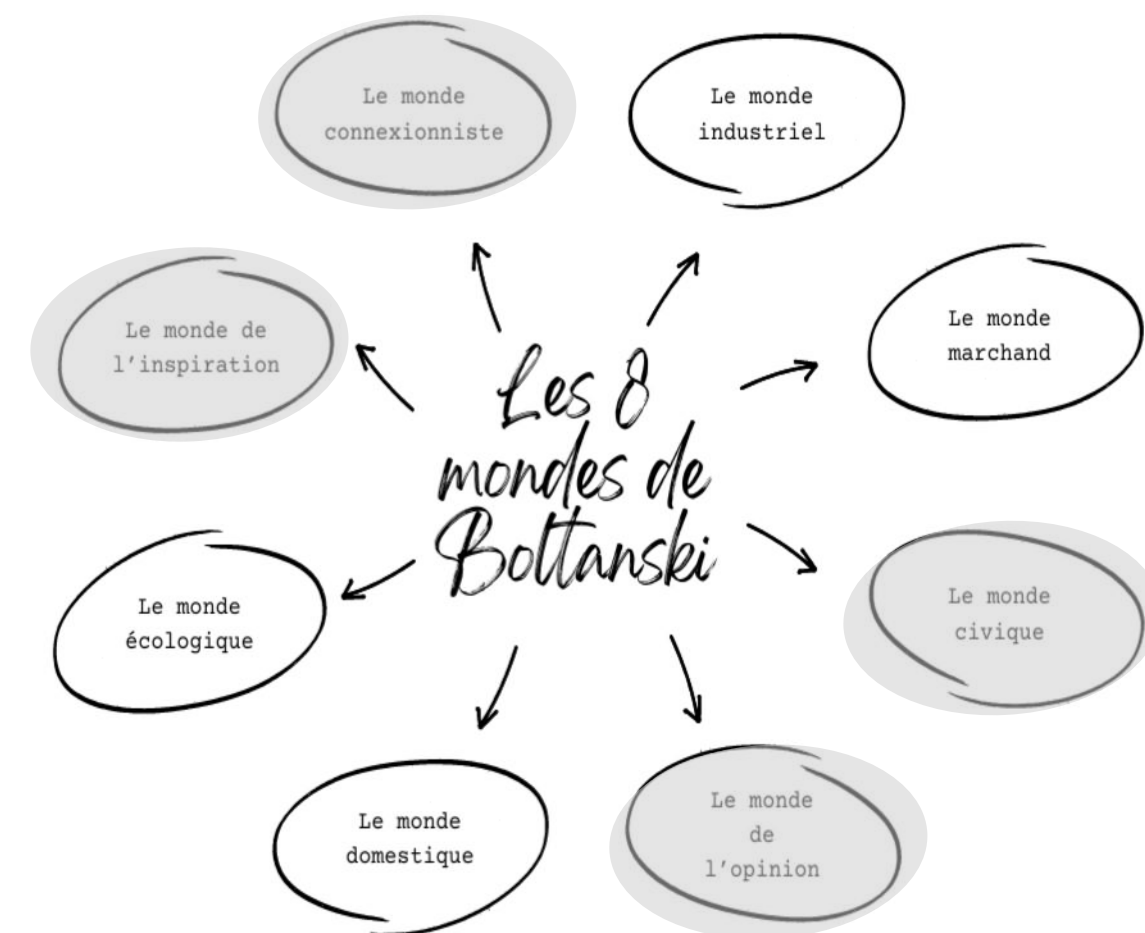 Le monde
connexionniste
Le monde
industriel
Le monde de
l'inspiration
Le monde
marchand
Les 8
mondes de
Boltanski
Le monde
écologique
Le monde
civique
Le monde
domestique
Le monde
de
l'opinion